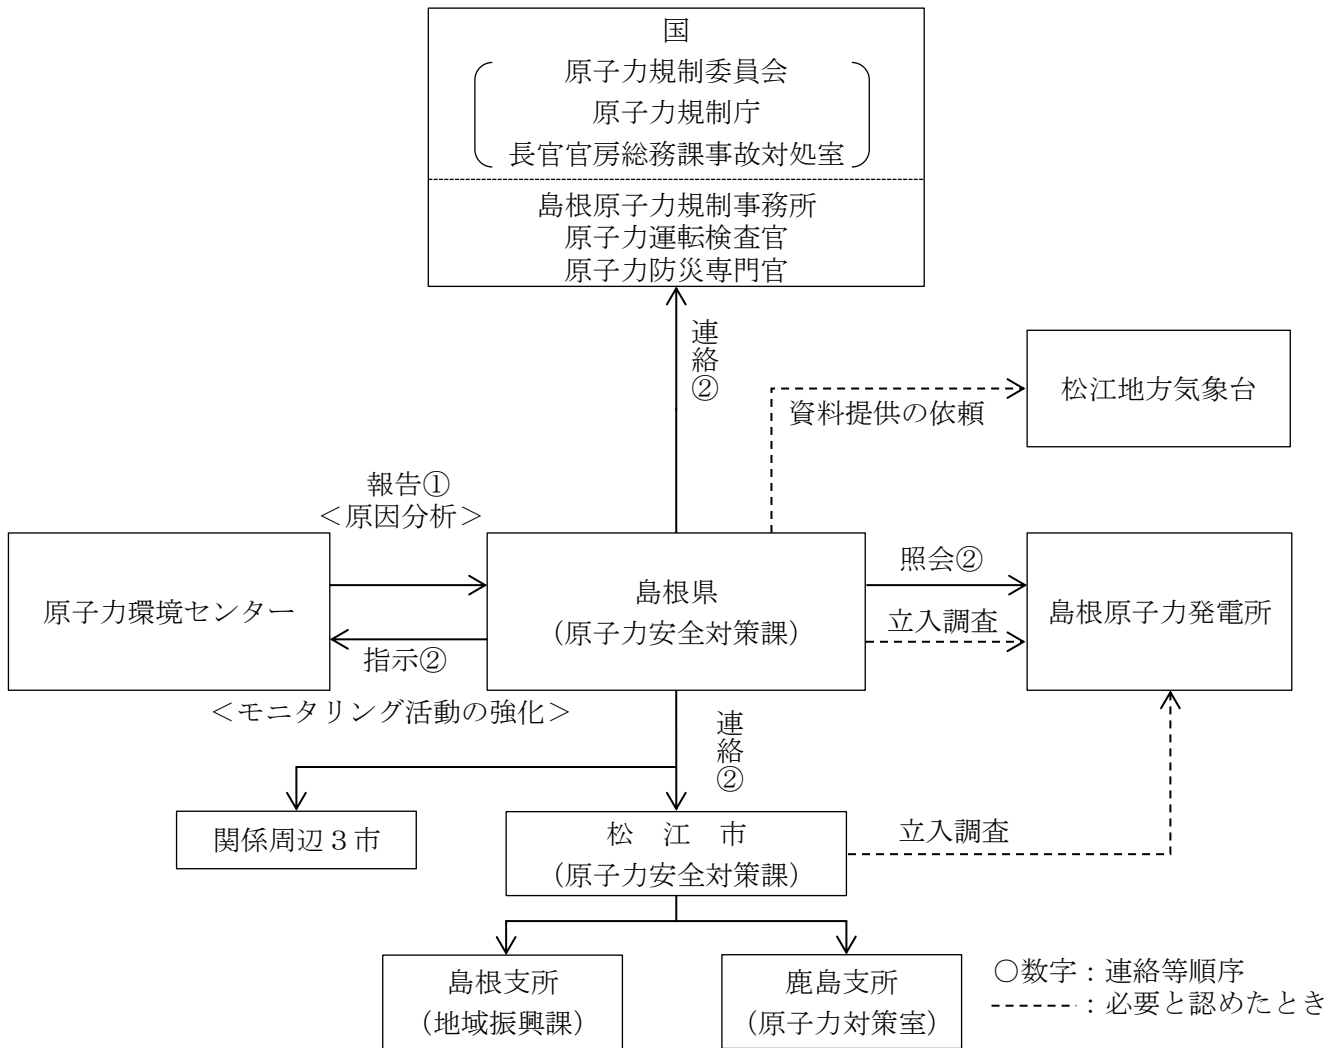 国
原子力規制委員会
原子力規制庁
長官官房総務課事故対処室
島根原子力規制事務所
原子力運転検査官
原子力防災専門官
連絡②
松江地方気象台
資料提供の依頼
報告①
＜原因分析＞
原子力環境センター
島根県
（原子力安全対策課）
照会②
立入調査
島根原子力発電所
指示②
＜モニタリング活動の強化＞
連絡②
関係周辺３市
松　江　市
（原子力安全対策課）
立入調査
島根支所
（地域振興課）
鹿島支所
（原子力対策室）
○数字：連絡等順序
：必要と認めたとき